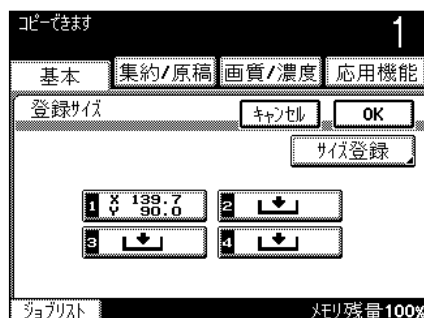 コピーできます
1
基本 集約/原稿 画質/濃度 応用機能
登録サイズ キャンセル OK
サイズ登録
1 X 139.7 Y 90.0
2
3
4
ジョブリスト メモリ残量100%